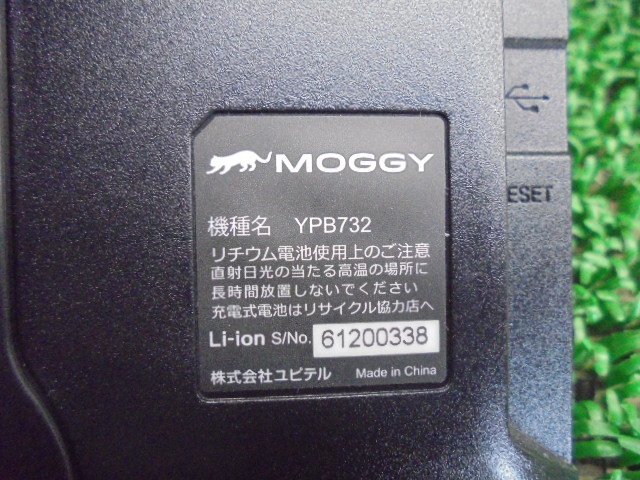 MOGGY
機種名 YPB732
リチウム電池使用上のご注意
直射日光の当たる高温の場所に
長時間放置しないでください
充電式電池はリサイクル協力店へ
Li-ion S/No. 61200338
株式会社ユピテル Made in China
ESET